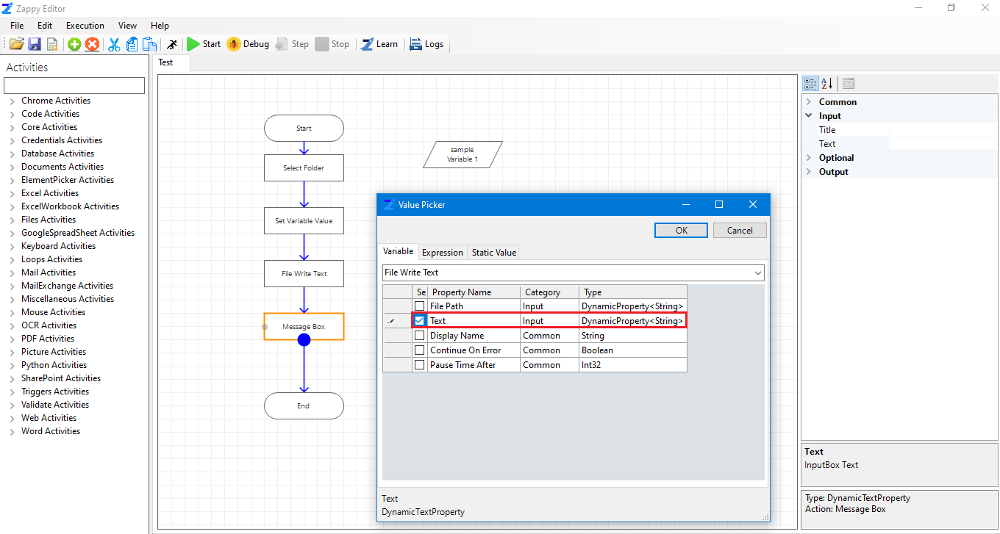 Zappy Editor
File Edit Execution View Help
Start Debug Step Stop Learn Logs
Activities
Chrome Activities
Code Activities
Core Activities
Credentials Activities
Database Activities
Documents Activities
ElementPicker Activities
Excel Activities
ExcelWorkbook Activities
Files Activities
GoogleSpreadSheet Activities
Keyboard Activities
Loops Activities
Mail Activities
MailExchange Activities
Miscellaneous Activities
Mouse Activities
OCR Activities
PDF Activities
Picture Activities
Python Activities
SharePoint Activities
Triggers Activities
Validate Activities
Web Activities
Word Activities
Test
Start
Select Folder
Set Variable Value
File Write Text
Message Box
End
sample
Variable 1
Value Picker
OK Cancel
Variable Expression Static Value
File Write Text
Se Property Name Category Type
File Path Input DynamicProperty<String>
Text Input DynamicProperty<String>
Display Name Common String
Continue On Error Common Boolean
Pause Time After Common Int32
Text
DynamicTextProperty
A
Z
Common
Input
Title
Text
Optional
Output
Text
InputBox Text
Type: DynamicTextProperty
Action: Message Box